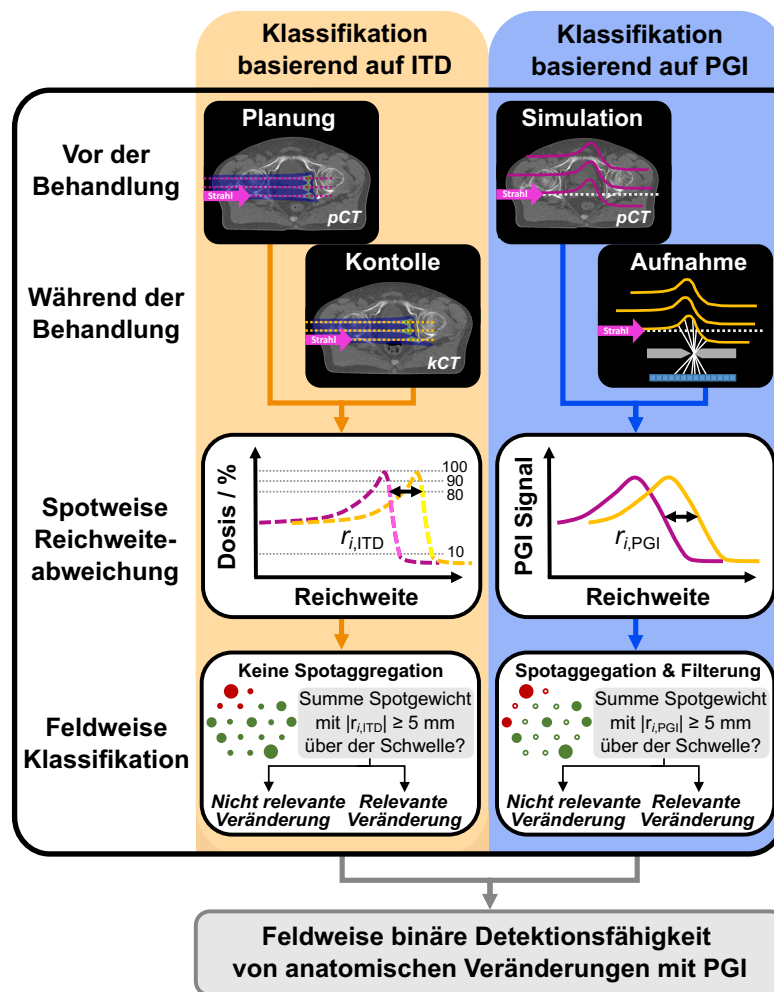 Klassifikation
basierend auf ITD
Klassifikation
basierend auf PGI
Vor der
Behandlung
Planung
Strahl
pCT
Simulation
Strahl
pCT
Während der
Behandlung
Kontolle
Strahl
kCT
Aufnahme
Strahl
Spotweise
Reichweite-
abweichung
Dosis / %
100
90
80
10
r_i,ITD
Reichweite
PGI Signal
r_i,PGI
Reichweite
Feldweise
Klassifikation
Keine Spotaggregation
Summe Spotgewicht
mit |r_i,ITD| ≥ 5 mm
über der Schwelle?
Nicht relevante
Veränderung
Relevante
Veränderung
Spotaggegation & Filterung
Summe Spotgewicht
mit |r_i,PGI| ≥ 5 mm
über der Schwelle?
Nicht relevante
Veränderung
Relevante
Veränderung
Feldweise binäre Detektionsfähigkeit
von anatomischen Veränderungen mit PGI